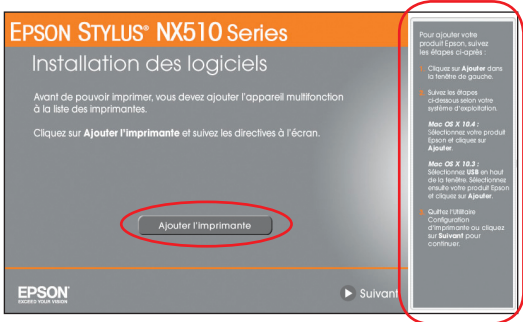 EPSON STYLUS® NX510 Series
Installation des logiciels
Avant de pouvoir imprimer, vous devez ajouter l'appareil multifonction
à la liste des imprimantes.
Cliquez sur Ajouter l'imprimante et suivez les directives à l'écran.
Ajouter l'imprimante
EPSON
EXCEED YOUR VISION
Suivant
Pour ajouter votre
produit Epson, suivez
les étapes ci-après :
Cliquez sur Ajouter dans
la fenêtre de gauche.
Suivez les étapes
ci-dessous selon votre
système d'exploitation.
Mac OS X 10.4 :
Sélectionnez votre produit
Epson et cliquez sur
Ajouter.
Mac OS X 10.3 :
Sélectionnez USB en haut
de la fenêtre. Sélectionnez
ensuite votre produit Epson
et cliquez sur Ajouter.
Quittez l'Utilitaire
Configuration
d'imprimante ou cliquez
sur Suivant pour
continuer.